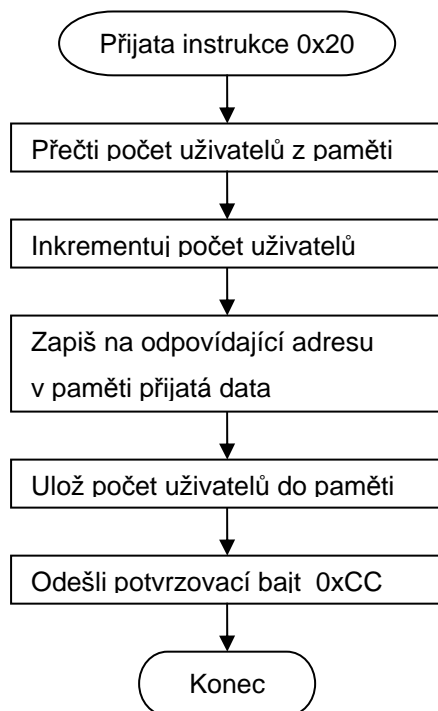 Přijata instrukce 0x20
Přečti počet uživatelů z paměti
Inkrementuj počet uživatelů
Zapiš na odpovídající adresu
v paměti přijatá data
Ulož počet uživatelů do paměti
Odešli potvrzovací bajt 0xCC
Konec